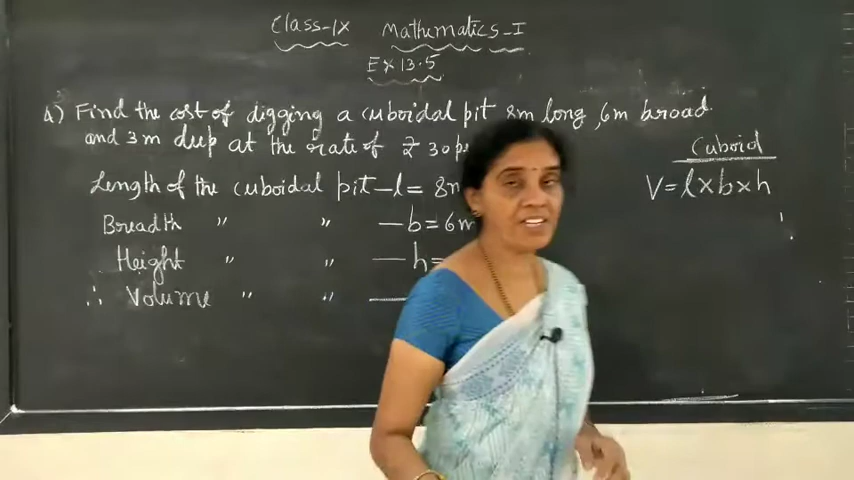 Class-IX Mathematics-I
Ex 13.5
4) Find the cost of digging a cuboidal pit 8m long, 6m broad
and 3m deep at the rate of ₹ 30
Cuboid
V=l×b×h
Length of the cuboidal pit - l = 8m
Breadth " " - b = 6m
Height " " - h =
∴ Volume " " -